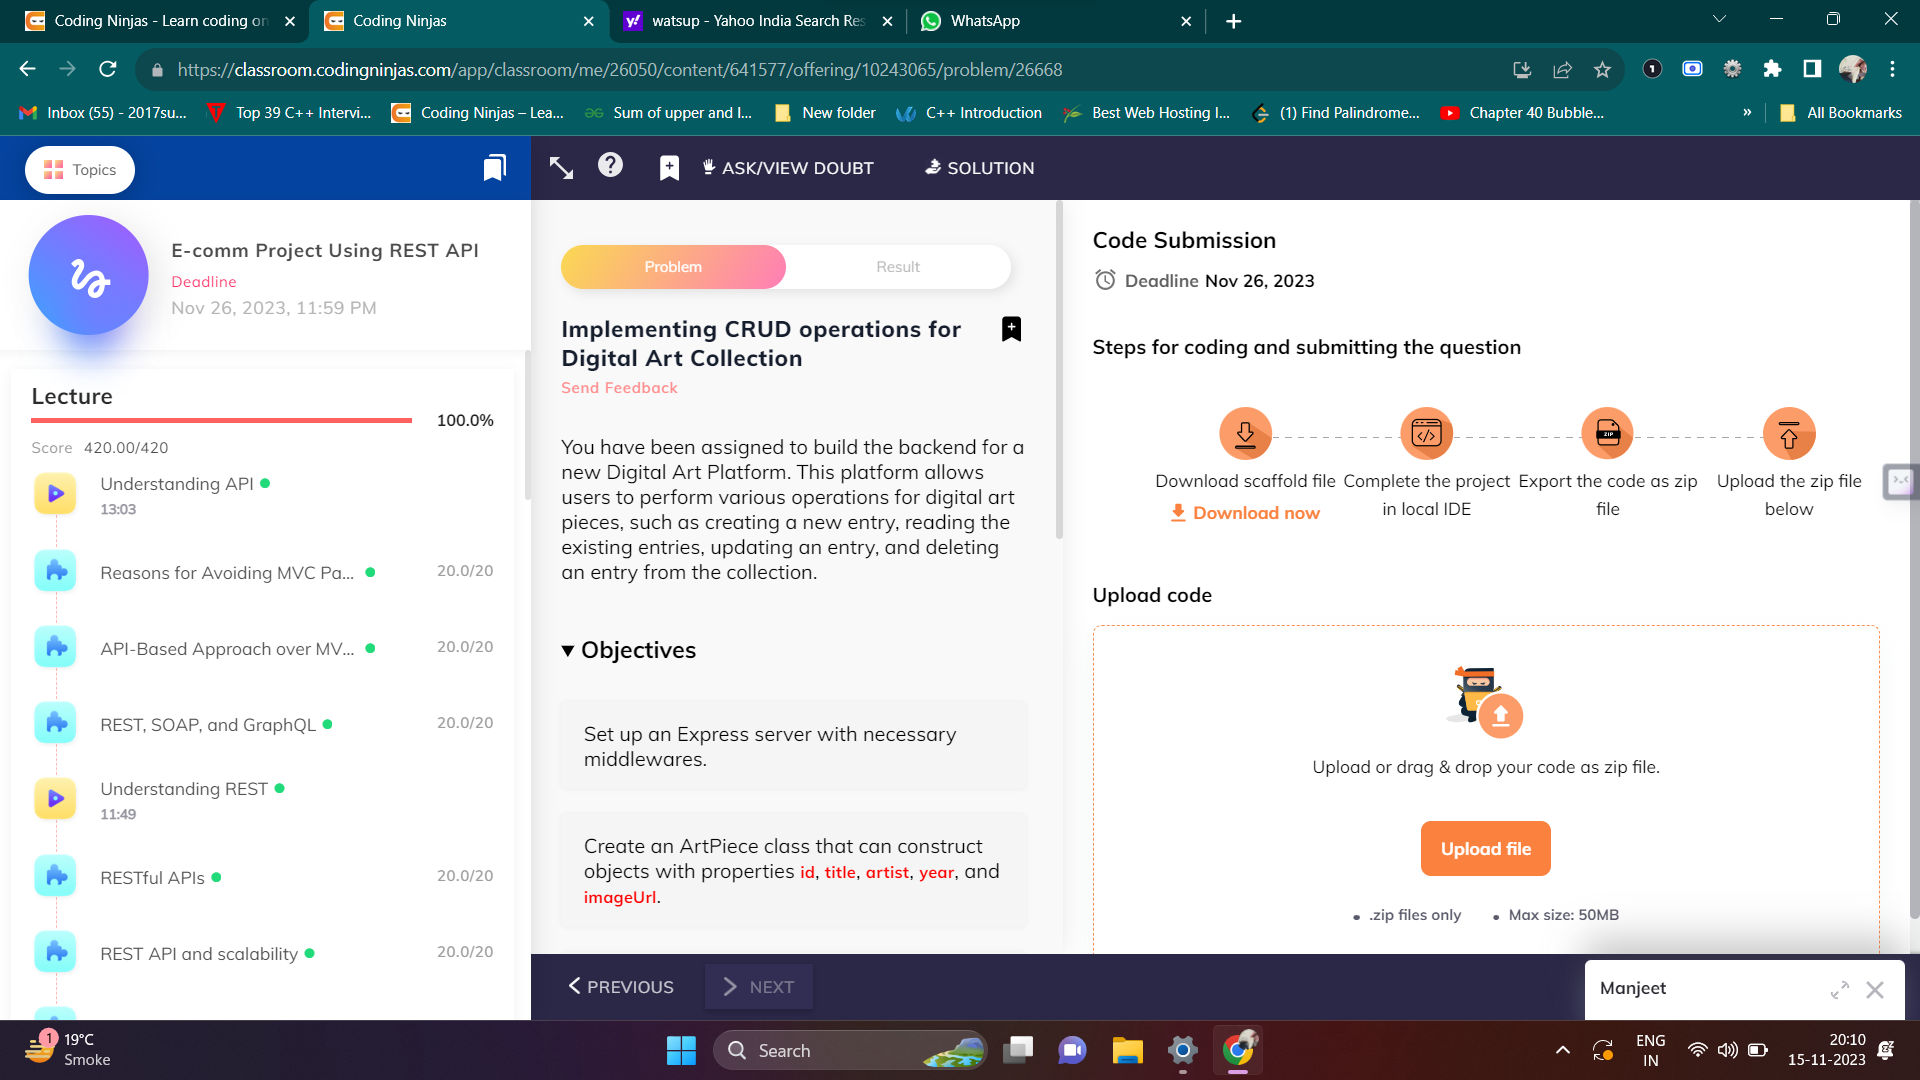 Coding Ninjas - Learn coding on
Coding Ninjas
watsup - Yahoo India Search Res
WhatsApp
https://classroom.codingninjas.com/app/classroom/me/26050/content/641577/offering/10243065/problem/26668
Inbox (55) - 2017su...
Top 39 C++ Intervi...
Coding Ninjas – Lea...
Sum of upper and l...
New folder
C++ Introduction
Best Web Hosting I...
(1) Find Palindrome...
Chapter 40 Bubble...
»
All Bookmarks
Topics
ASK/VIEW DOUBT
SOLUTION
E-comm Project Using REST API
Deadline
Nov 26, 2023, 11:59 PM
Lecture
100.0%
Score 420.00/420
Understanding API
13:03
Reasons for Avoiding MVC Pa... 20.0/20
API-Based Approach over MV... 20.0/20
REST, SOAP, and GraphQL 20.0/20
Understanding REST
11:49
RESTful APIs 20.0/20
REST API and scalability 20.0/20
Problem
Result
Implementing CRUD operations for
Digital Art Collection
Send Feedback
You have been assigned to build the backend for a
new Digital Art Platform. This platform allows
users to perform various operations for digital art
pieces, such as creating a new entry, reading the
existing entries, updating an entry, and deleting
an entry from the collection.
▼ Objectives
Set up an Express server with necessary
middlewares.
Create an ArtPiece class that can construct
objects with properties id, title, artist, year, and
imageUrl.
PREVIOUS
NEXT
Code Submission
Deadline Nov 26, 2023
Steps for coding and submitting the question
Download scaffold file
Download now
Complete the project
in local IDE
ZIP
Export the code as zip
file
Upload the zip file
below
Upload code
Upload or drag & drop your code as zip file.
Upload file
• .zip files only
• Max size: 50MB
Manjeet
1
19°C
Smoke
Search
ENG
IN
20:10
15-11-2023